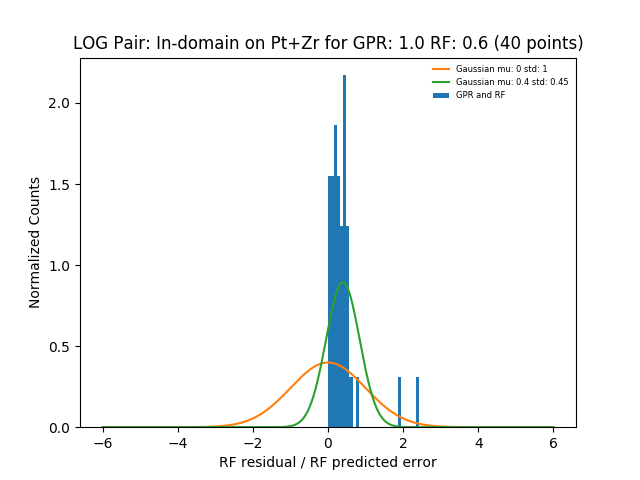 LOG Pair: In-domain on Pt+Zr for GPR: 1.0 RF: 0.6 (40 points)
Gaussian mu: 0 std: 1
Gaussian mu: 0.4 std: 0.45
GPR and RF
Normalized Counts
2.0
1.5
1.0
0.5
0.0
−6 −4 −2 0 2 4 6
RF residual / RF predicted error